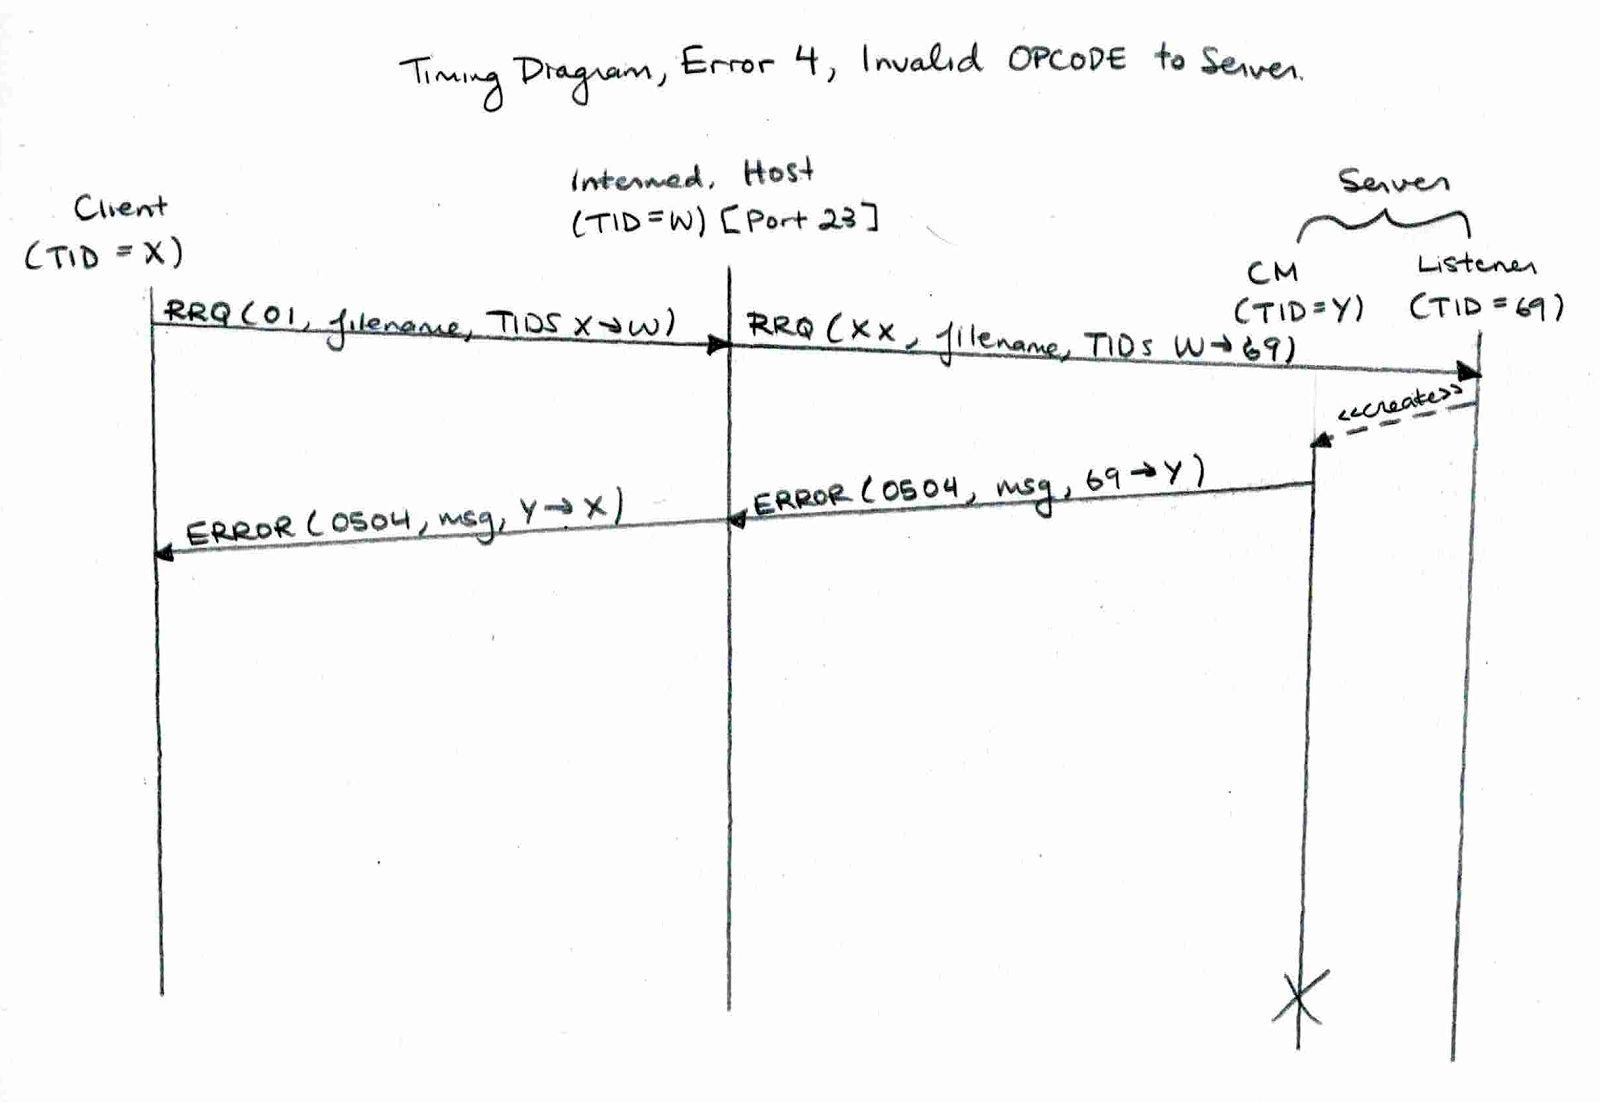 Timing Diagram, Error 4, Invalid OPCODE to Server.
Intermed. Host
(TID=W) [Port 23]
Client
(TID = X)
Server
CM
(TID=Y)
Listener
(TID=69)
RRQ (01, filename, TIDS X→W)
RRQ (XX, filename, TIDs W→69)
<<create>>
ERROR (0504, msg, 69→Y)
ERROR (0504, msg, Y→X)